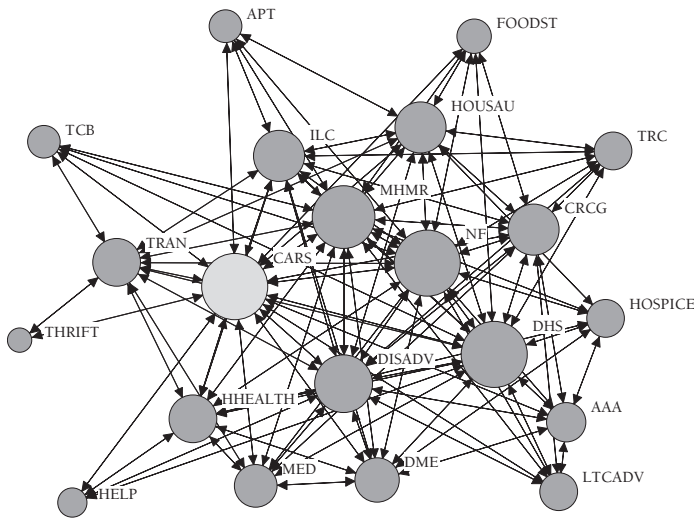 APT
FOODST
HOUSAU
TCB
ILC
TRC
MHMR
CRCG
TRAN
NF
CARS
HOSPICE
THRIFT
DHS
DISADV
HHEALTH
AAA
MED
DME
LTCADV
HELP